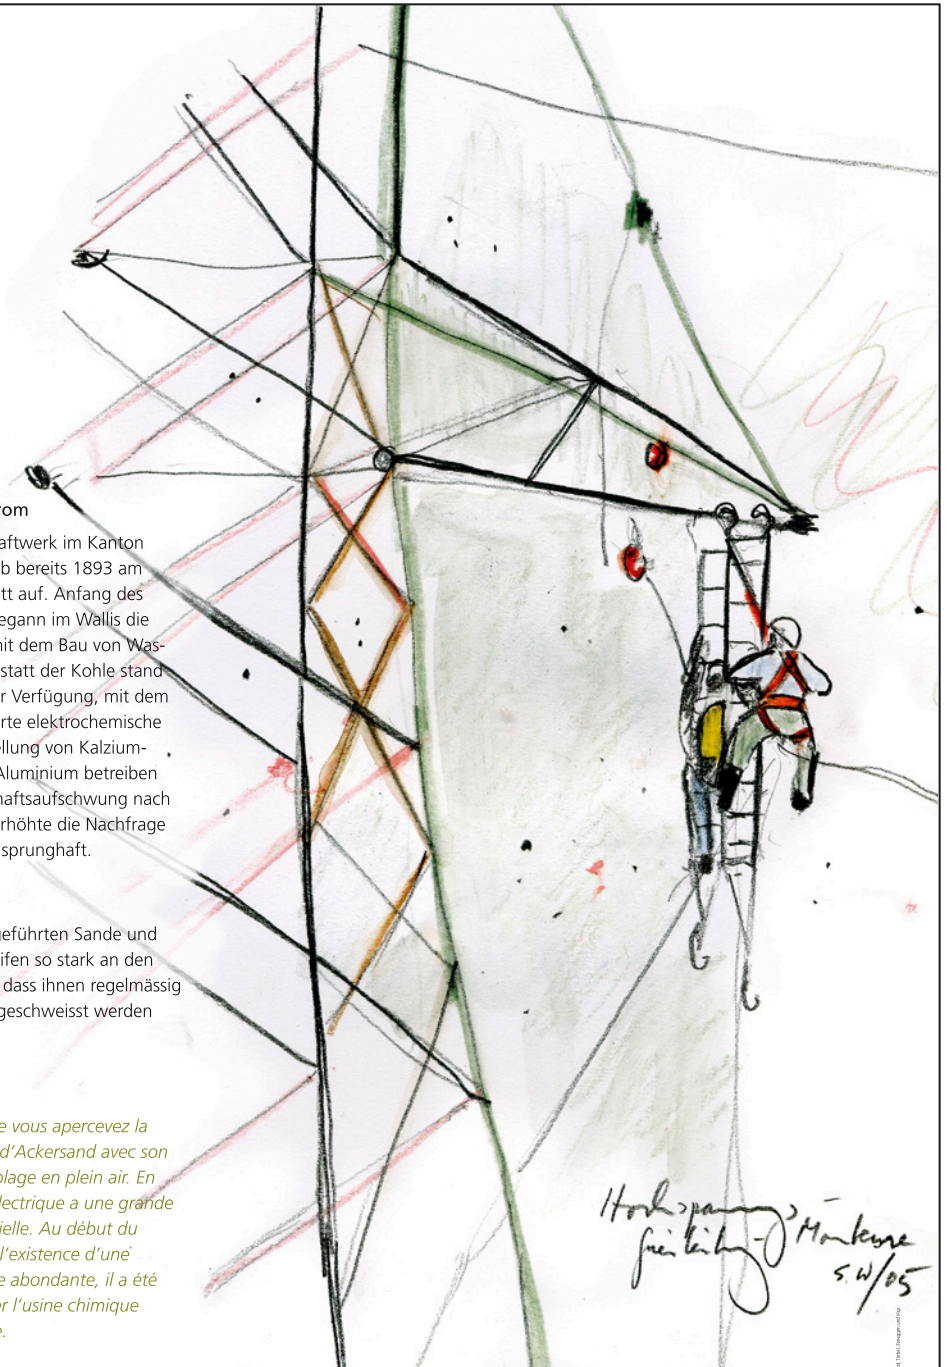 rom
aftwerk im Kanton
b bereits 1893 am
tt auf. Anfang des
egann im Wallis die
nit dem Bau von Was-
statt der Kohle stand
r Verfügung, mit dem
rte elektrochemische
ellung von Kalzium-
Aluminium betreiben
haftsaufschwung nach
rhöhte die Nachfrage
sprunghaft.
geführten Sande und
ifen so stark an den
dass ihnen regelmässig
geschweisst werden
e vous apercevez la
d’Ackersand avec son
plage en plein air. En
lectrique a une grande
ielle. Au début du
l’existence d’une
e abondante, il a été
er l’usine chimique
e.
Hochspannungs-
freileitung-Monteure
S.W/05